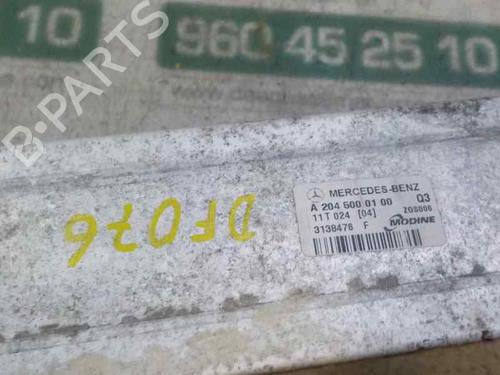 10
960 45 25 10
B-PARTS
MERCEDES-BENZ
A 204 500 01 00 Q3
11T 024 [04] ZGS006
3138476 F MODINE
DF076